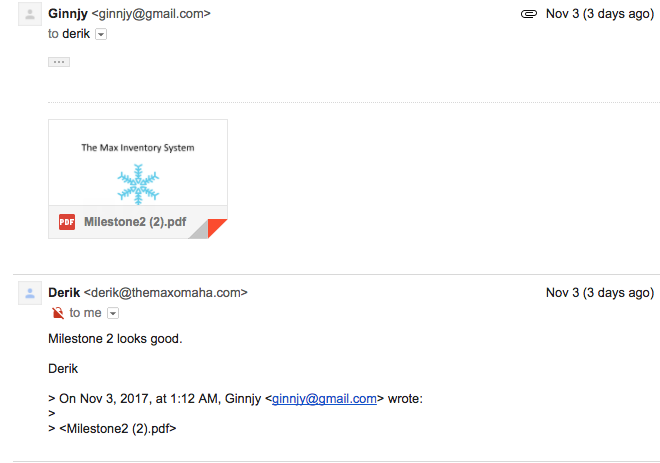 Ginnjy <ginnjy@gmail.com> Nov 3 (3 days ago)
to derik
...
The Max Inventory System
PDF Milestone2 (2).pdf
Derik <derik@themaxomaha.com> Nov 3 (3 days ago)
to me
Milestone 2 looks good.
Derik
> On Nov 3, 2017, at 1:12 AM, Ginnjy <ginnjy@gmail.com> wrote:
>
> <Milestone2 (2).pdf>